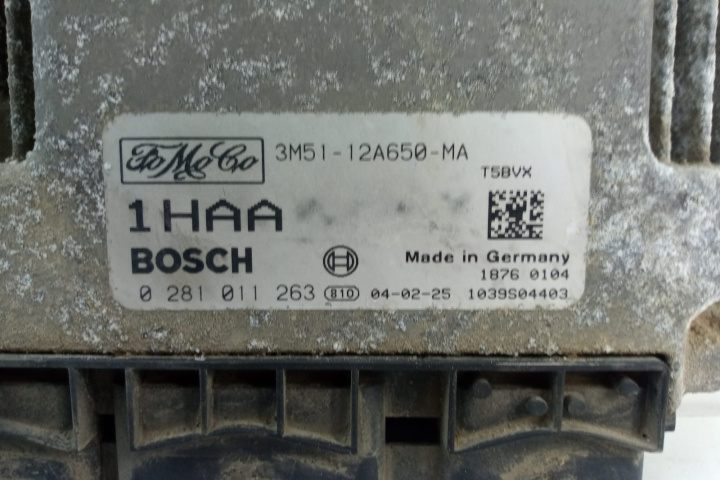 FoMoCo 3M51-12A650-MA
T5BVX
1HAA
BOSCH Made in Germany
1876 0104
0 281 011 263 810 04-02-25 1039S04403